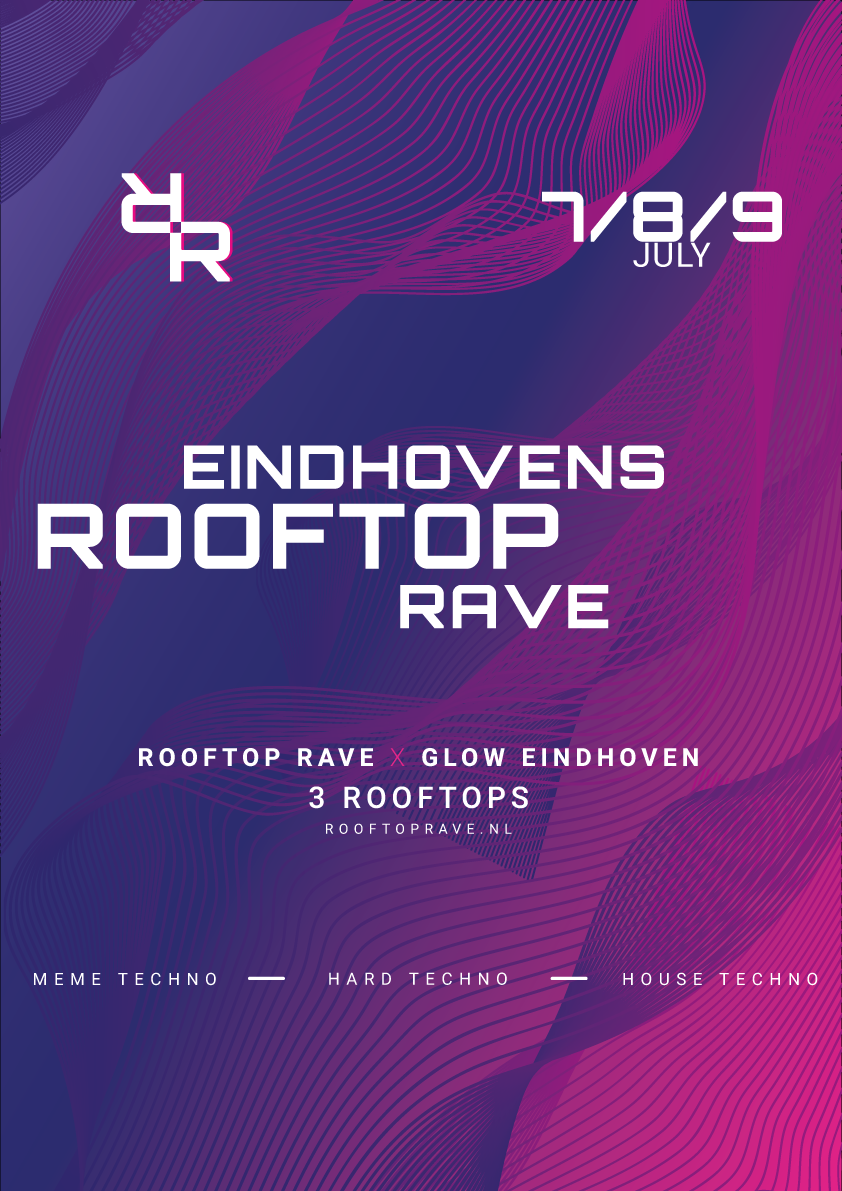 RR
7/8/9
JULY
EINDHOVENS
ROOFTOP
RAVE
ROOFTOP RAVE X GLOW EINDHOVEN
3 ROOFTOPS
ROOFTOPRAVE.NL
MEME TECHNO — HARD TECHNO — HOUSE TECHNO